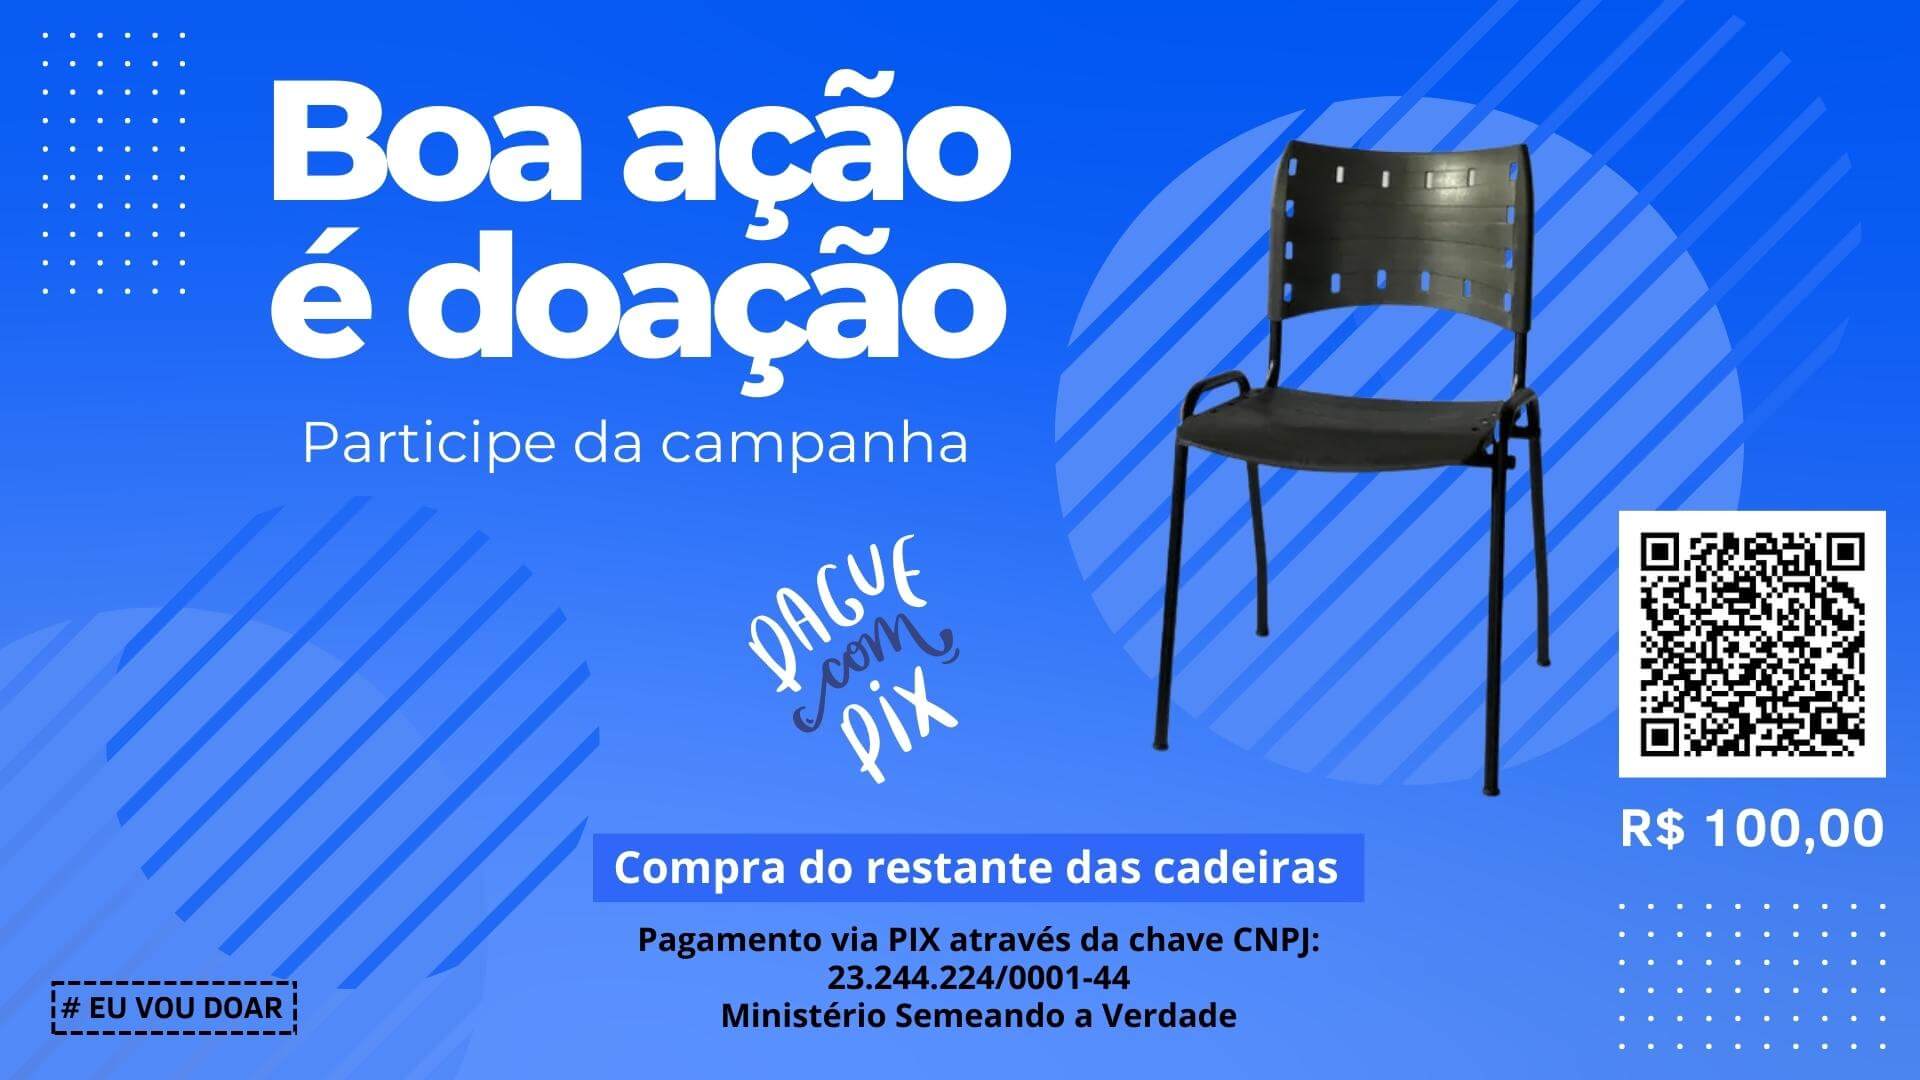 Boa ação
é doação
Participe da campanha
PAGUE
com
PIX
R$ 100,00
Compra do restante das cadeiras
Pagamento via PIX através da chave CNPJ:
23.244.224/0001-44
Ministério Semeando a Verdade
# EU VOU DOAR